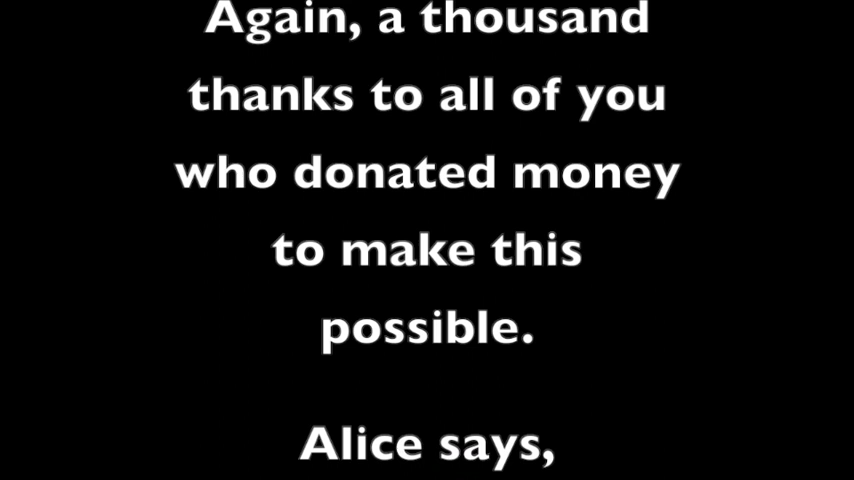 Again, a thousand
thanks to all of you
who donated money
to make this
possible.
Alice says,